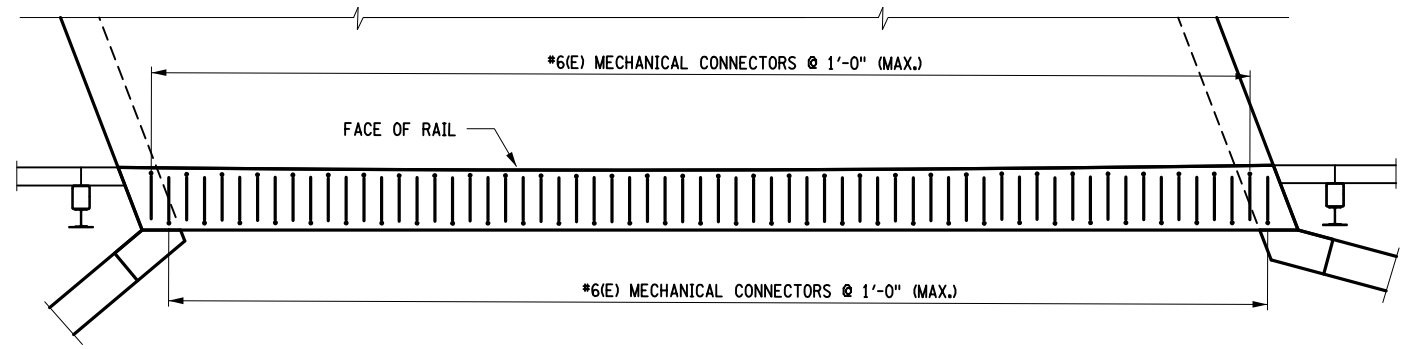 #6(E) MECHANICAL CONNECTORS @ 1'-0" (MAX.)
FACE OF RAIL
#6(E) MECHANICAL CONNECTORS @ 1'-0" (MAX.)